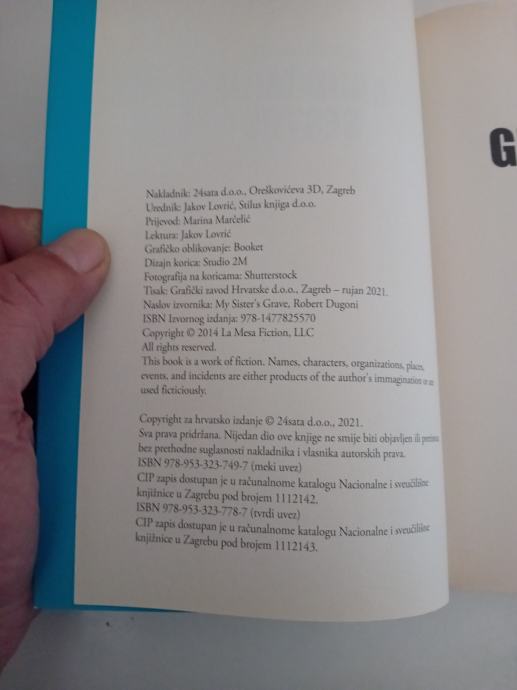 Nakladnik: 24sata d.o.o., Oreškovićeva 3D, Zagreb
Urednik: Jakov Lovrić, Stilus knjiga d.o.o.
Prijevod: Marina Marčelić
Lektura: Jakov Lovrić
Grafičko oblikovanje: Booket
Dizajn korica: Studio 2M
Fotografija na koricama: Shutterstock
Tisak: Grafički zavod Hrvatske d.o.o., Zagreb – rujan 2021.
Naslov izvornika: My Sister's Grave, Robert Dugoni
ISBN Izvornog izdanja: 978-1477825570
Copyright © 2014 La Mesa Fiction, LLC
All rights reserved.
This book is a work of fiction. Names, characters, organizations, places,
events, and incidents are either products of the author's immagination or are
used ficticiously.
Copyright za hrvatsko izdanje © 24sata d.o.o., 2021.
Sva prava pridržana. Nijedan dio ove knjige ne smije biti objavljen ili
bez prethodne suglasnosti nakladnika i vlasnika autorskih prava.
ISBN 978-953-323-749-7 (meki uvez)
CIP zapis dostupan je u računalnome katalogu Nacionalne i sveučilišne
knjižnice u Zagrebu pod brojem 1112142.
ISBN 978-953-323-778-7 (tvrdi uvez)
CIP zapis dostupan je u računalnome katalogu Nacionalne i sveučilišne
knjižnice u Zagrebu pod brojem 1112143.
G